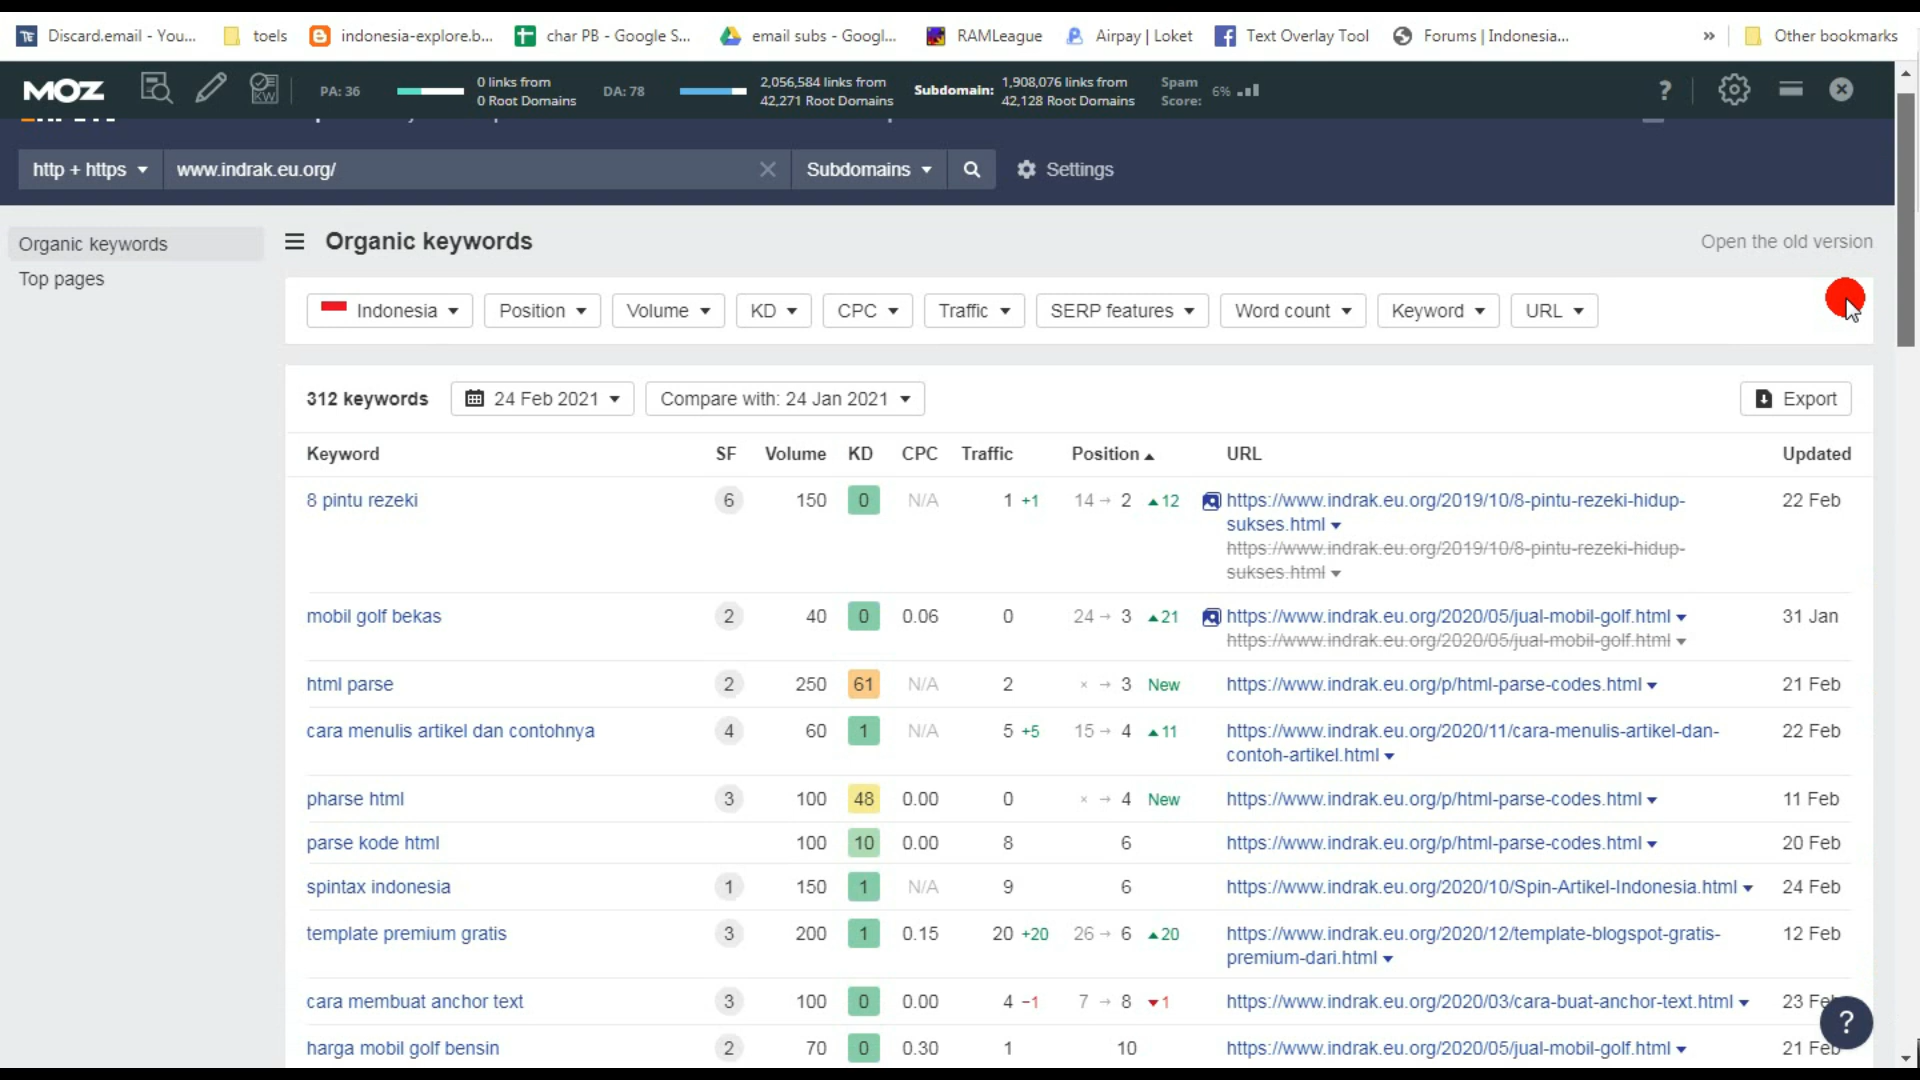 Discard.email - You... toels indonesia-explore.b... char PB - Google S... email subs - Googl... RAMLeague Airpay | Loket Text Overlay Tool Forums | Indonesia... » Other bookmarks
MOZ KW PA: 36 0 links from DA: 78 2,056,584 links from Subdomain: 1,908,076 links from Spam 6% ?
0 Root Domains 42,271 Root Domains 42,128 Root Domains Score:
http + https www.indrak.eu.org/ Subdomains Settings
Organic keywords
Top pages
Organic keywords Open the old version
Indonesia Position Volume KD CPC Traffic SERP features Word count Keyword URL
312 keywords 24 Feb 2021 Compare with: 24 Jan 2021 Export
Keyword SF Volume KD CPC Traffic Position URL Updated
8 pintu rezeki 6 150 0 N/A 1 +1 14 → 2 ▲12 https://www.indrak.eu.org/2019/10/8-pintu-rezeki-hidup- 22 Feb
sukses.html
https://www.indrak.eu.org/2019/10/8-pintu-rezeki-hidup-
sukses.html
mobil golf bekas 2 40 0 0.06 0 24 → 3 ▲21 https://www.indrak.eu.org/2020/05/jual-mobil-golf.html 31 Jan
https://www.indrak.eu.org/2020/05/jual-mobil-golf.html
html parse 2 250 61 N/A 2 × → 3 New https://www.indrak.eu.org/p/html-parse-codes.html 21 Feb
cara menulis artikel dan contohnya 4 60 1 N/A 5 +5 15 → 4 ▲11 https://www.indrak.eu.org/2020/11/cara-menulis-artikel-dan- 22 Feb
contoh-artikel.html
pharse html 3 100 48 0.00 0 × → 4 New https://www.indrak.eu.org/p/html-parse-codes.html 11 Feb
parse kode html 100 10 0.00 8 6 https://www.indrak.eu.org/p/html-parse-codes.html 20 Feb
spintax indonesia 1 150 1 N/A 9 6 https://www.indrak.eu.org/2020/10/Spin-Artikel-Indonesia.html 24 Feb
template premium gratis 3 200 1 0.15 20 +20 26 → 6 ▲20 https://www.indrak.eu.org/2020/12/template-blogspot-gratis- 12 Feb
premium-dari.html
cara membuat anchor text 3 100 0 0.00 4 −1 7 → 8 ▼1 https://www.indrak.eu.org/2020/03/cara-buat-anchor-text.html 23 Feb
?
harga mobil golf bensin 2 70 0 0.30 1 10 https://www.indrak.eu.org/2020/05/jual-mobil-golf.html 21 Feb